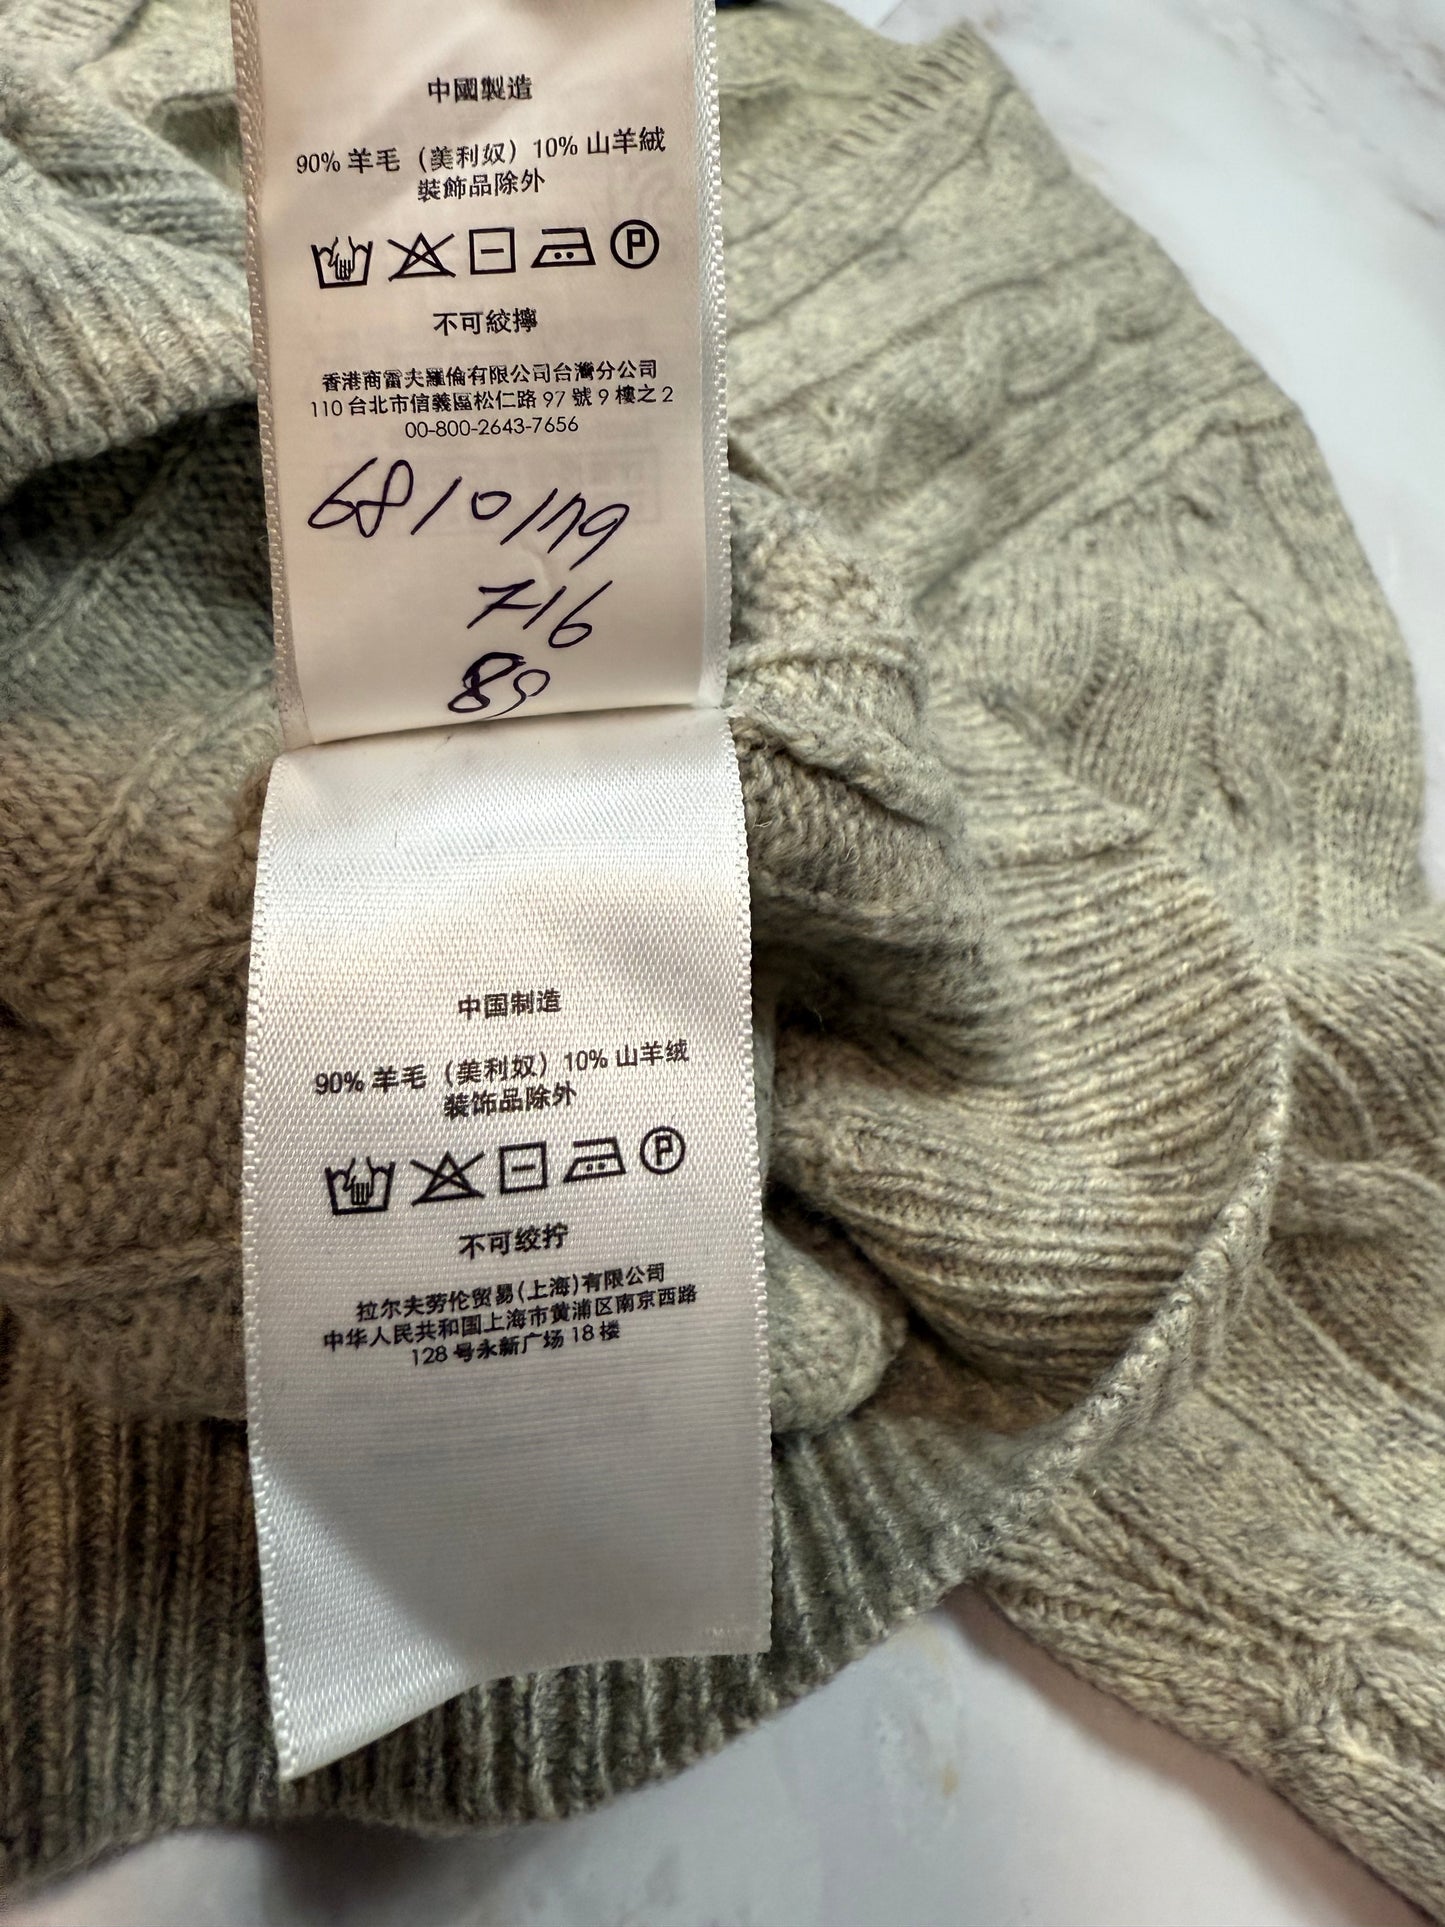 中國製造
90% 羊毛（美利奴）10% 山羊絨
裝飾品除外
不可絞擰
香港商雷夫羅倫有限公司台灣分公司
110 台北市信義區松仁路 97 號 9 樓之 2
00-800-2643-7656
716
中国制造
90% 羊毛（美利奴）10% 山羊绒
装饰品除外
不可绞拧
拉尔夫劳伦贸易(上海)有限公司
中华人民共和国上海市黄浦区南京西路
128 号永新广场 18 楼